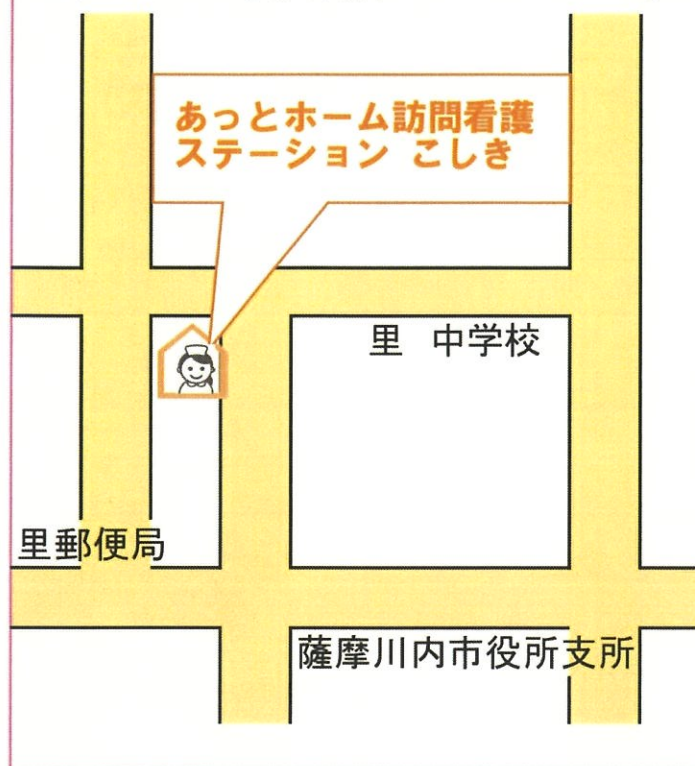 あっとホーム訪問看護
ステーション こしき
里 中学校
里郵便局
薩摩川内市役所支所